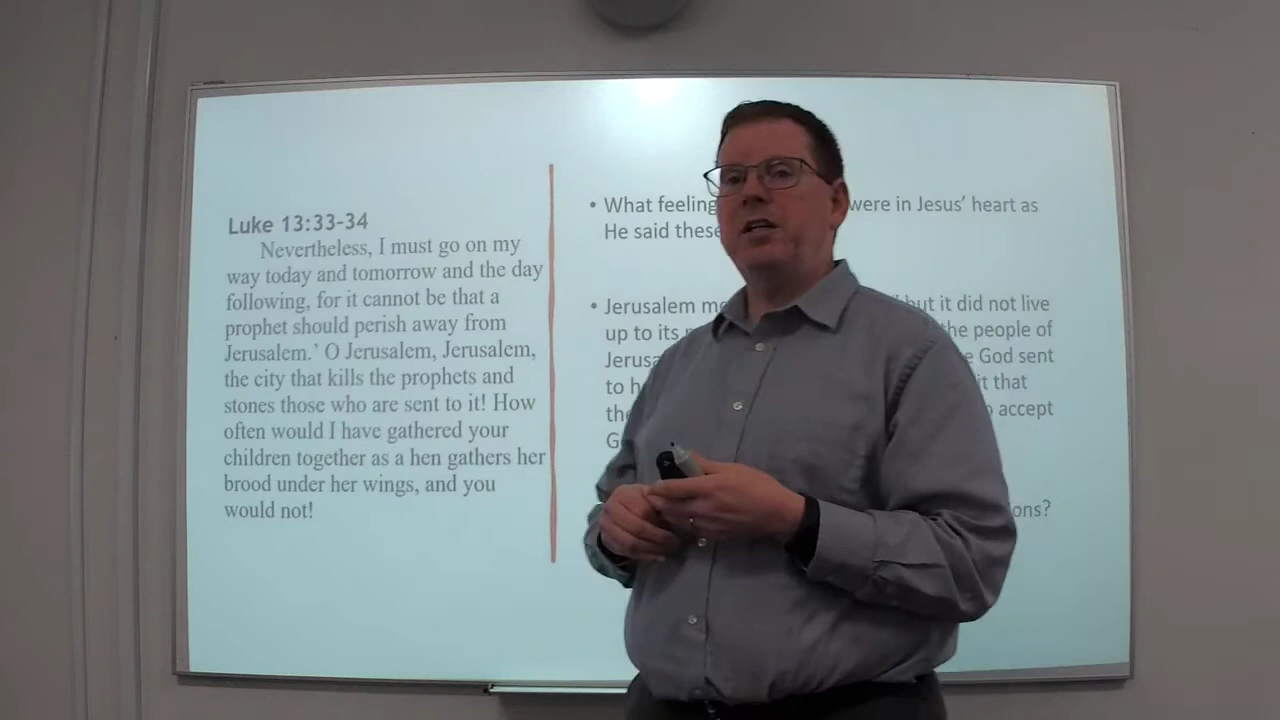 Luke 13:33-34
Nevertheless, I must go on my
way today and tomorrow and the day
following, for it cannot be that a
prophet should perish away from
Jerusalem.’ O Jerusalem, Jerusalem,
the city that kills the prophets and
stones those who are sent to it! How
often would I have gathered your
children together as a hen gathers her
brood under her wings, and you
would not!
• What feeling were in Jesus’ heart as
He said these
• Jerusalem but it did not live
up to its the people of
God sent
to that
accept